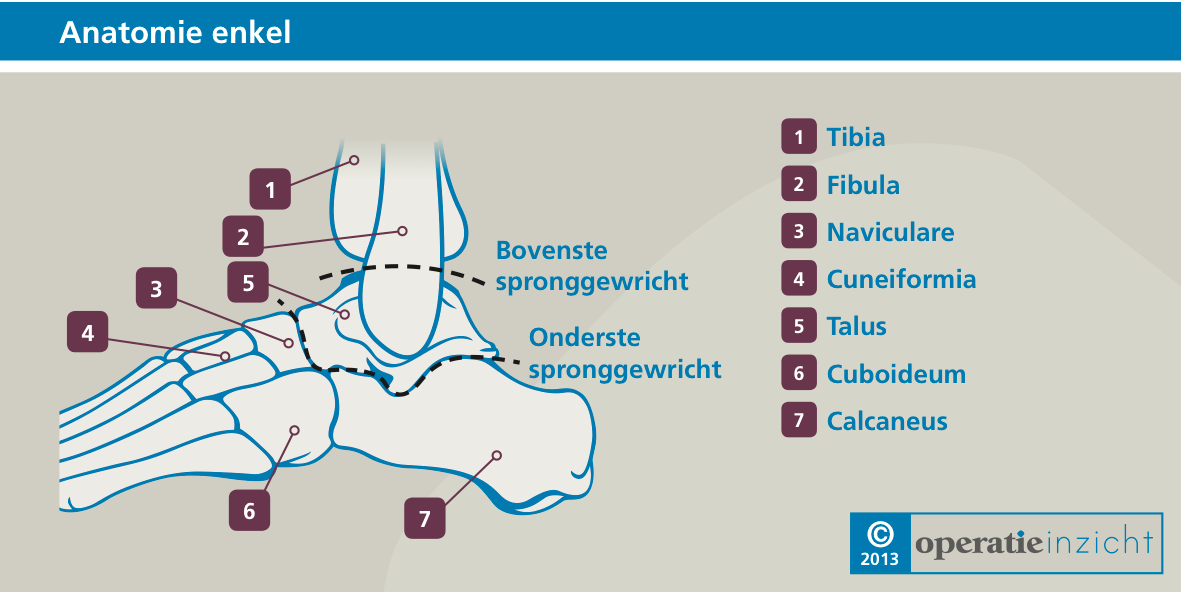 Anatomie enkel
1
2
3
4
5
6
7
Bovenste
spronggewricht
Onderste
spronggewricht
1 Tibia
2 Fibula
3 Naviculare
4 Cuneiformia
5 Talus
6 Cuboideum
7 Calcaneus
© 2013 operatieinzicht